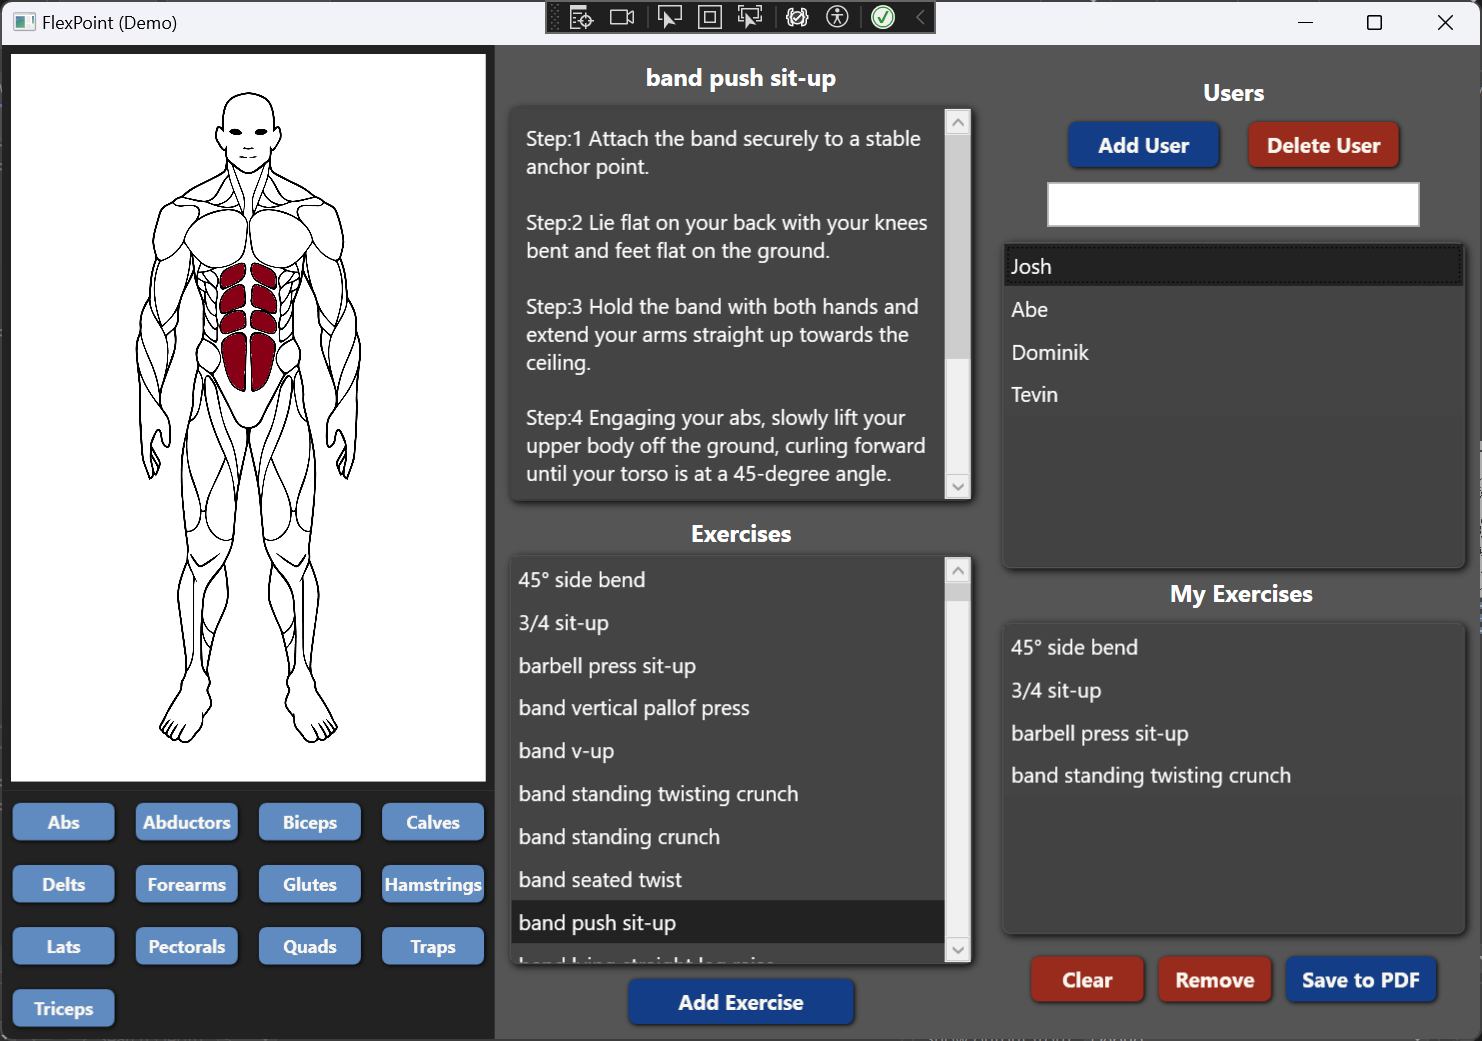 FlexPoint (Demo)
band push sit-up
Step:1 Attach the band securely to a stable
anchor point.
Step:2 Lie flat on your back with your knees
bent and feet flat on the ground.
Step:3 Hold the band with both hands and
extend your arms straight up towards the
ceiling.
Step:4 Engaging your abs, slowly lift your
upper body off the ground, curling forward
until your torso is at a 45-degree angle.
Exercises
45° side bend
3/4 sit-up
barbell press sit-up
band vertical pallof press
band v-up
band standing twisting crunch
band standing crunch
band seated twist
band push sit-up
Add Exercise
Users
Add User
Delete User
Josh
Abe
Dominik
Tevin
My Exercises
45° side bend
3/4 sit-up
barbell press sit-up
band standing twisting crunch
Clear
Remove
Save to PDF
Abs
Abductors
Biceps
Calves
Delts
Forearms
Glutes
Hamstrings
Lats
Pectorals
Quads
Traps
Triceps